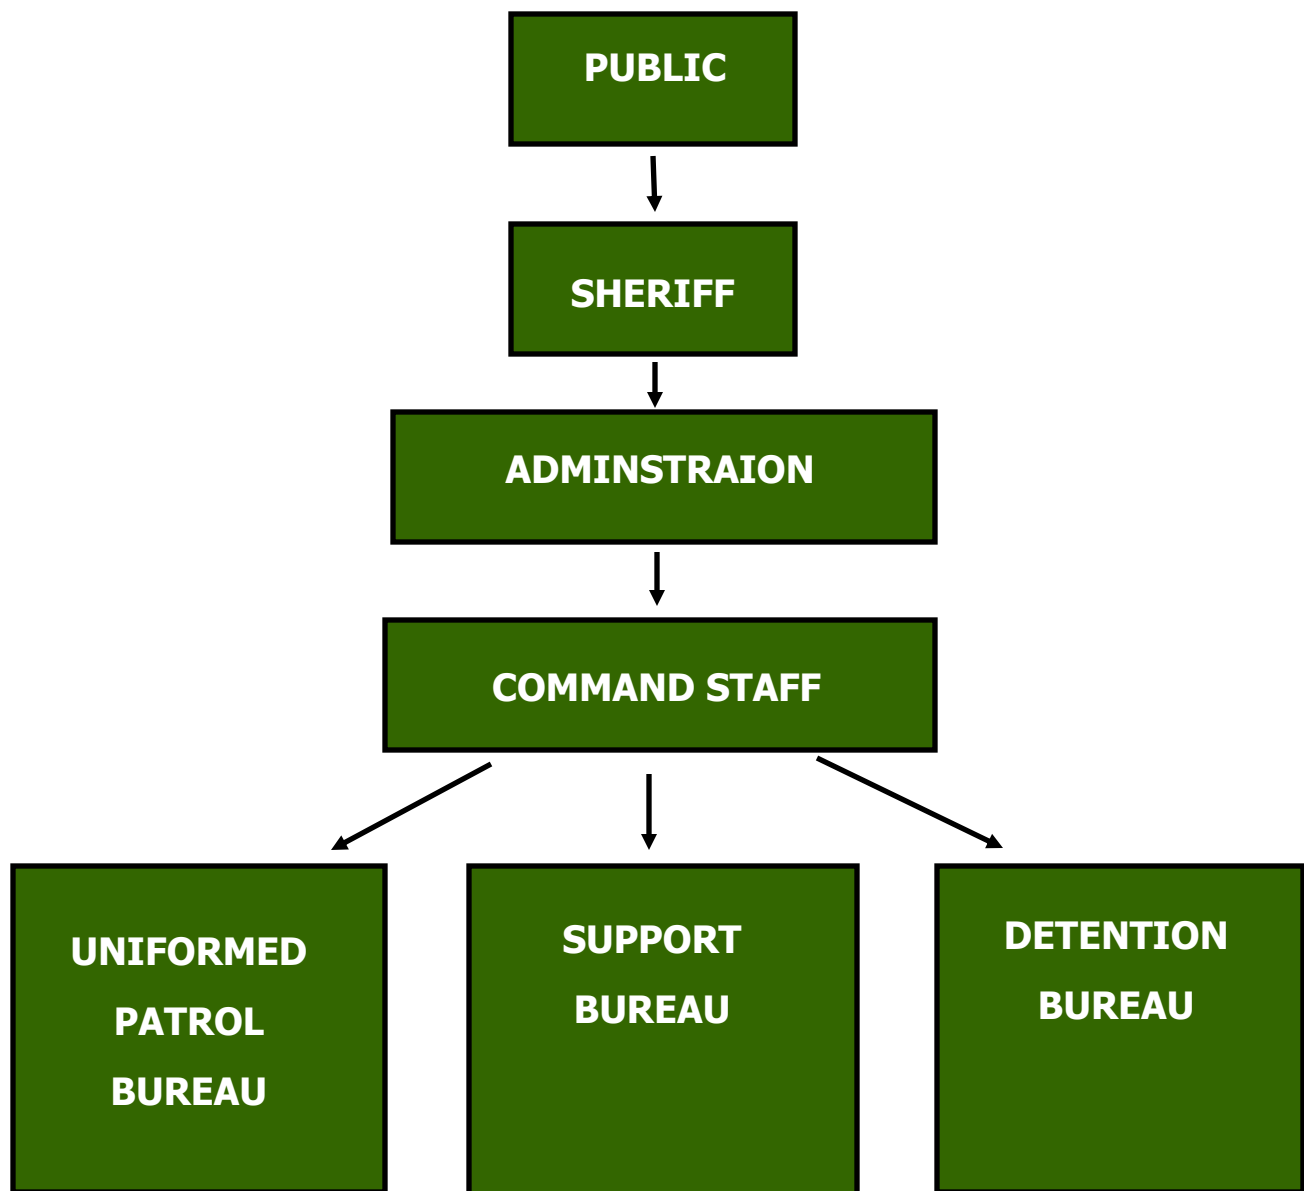 PUBLIC
SHERIFF
ADMINSTRAION
COMMAND STAFF
UNIFORMED
PATROL
BUREAU
SUPPORT
BUREAU
DETENTION
BUREAU